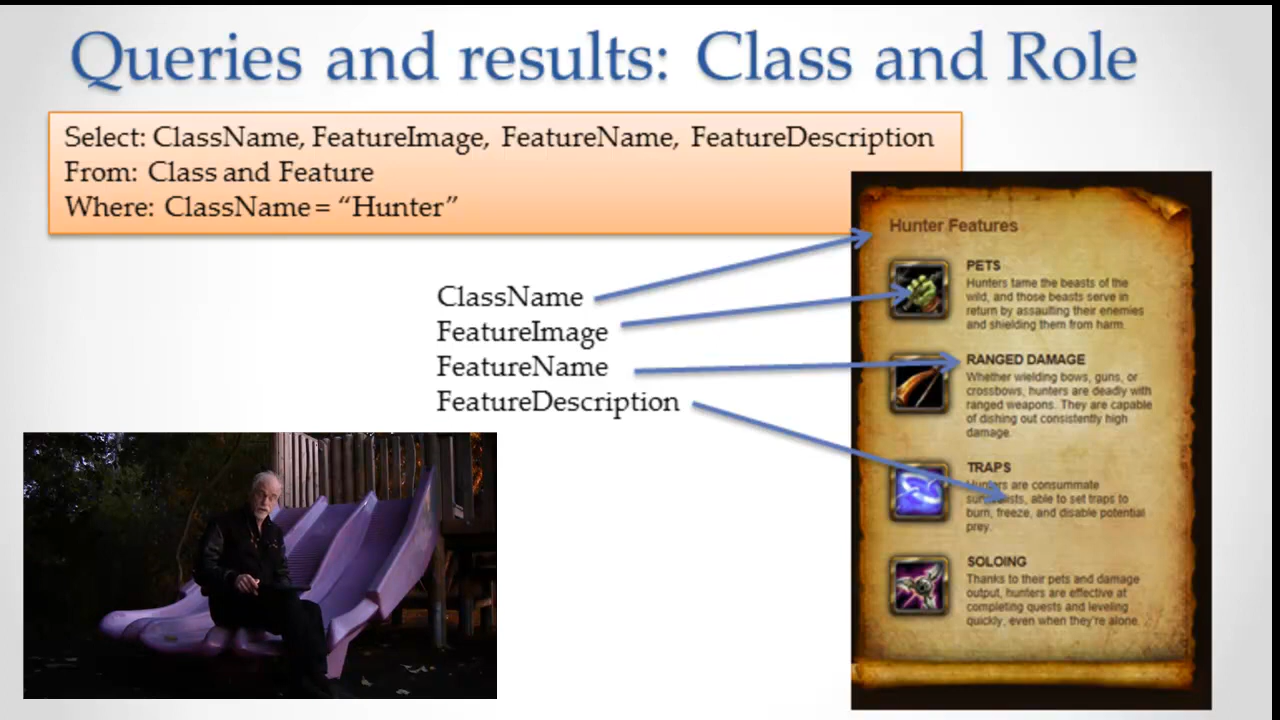 Queries and results: Class and Role
Select: ClassName, FeatureImage, FeatureName, FeatureDescription
From: Class and Feature
Where: ClassName = “Hunter”
ClassName
FeatureImage
FeatureName
FeatureDescription
Hunter Features
PETS
Hunters tame the beasts of the
wild, and those beasts serve in
return by assaulting their enemies
and shielding them from harm.
RANGED DAMAGE
Whether wielding bows, guns, or
crossbows, hunters are deadly with
ranged weapons. They are capable
of dishing out consistently high
damage.
TRAPS
Hunters are consummate
survivalists, able to set traps to
burn, freeze, and disable potential
prey.
SOLOING
Thanks to their pets and damage
output, hunters are effective at
completing quests and leveling
quickly, even when they're alone.